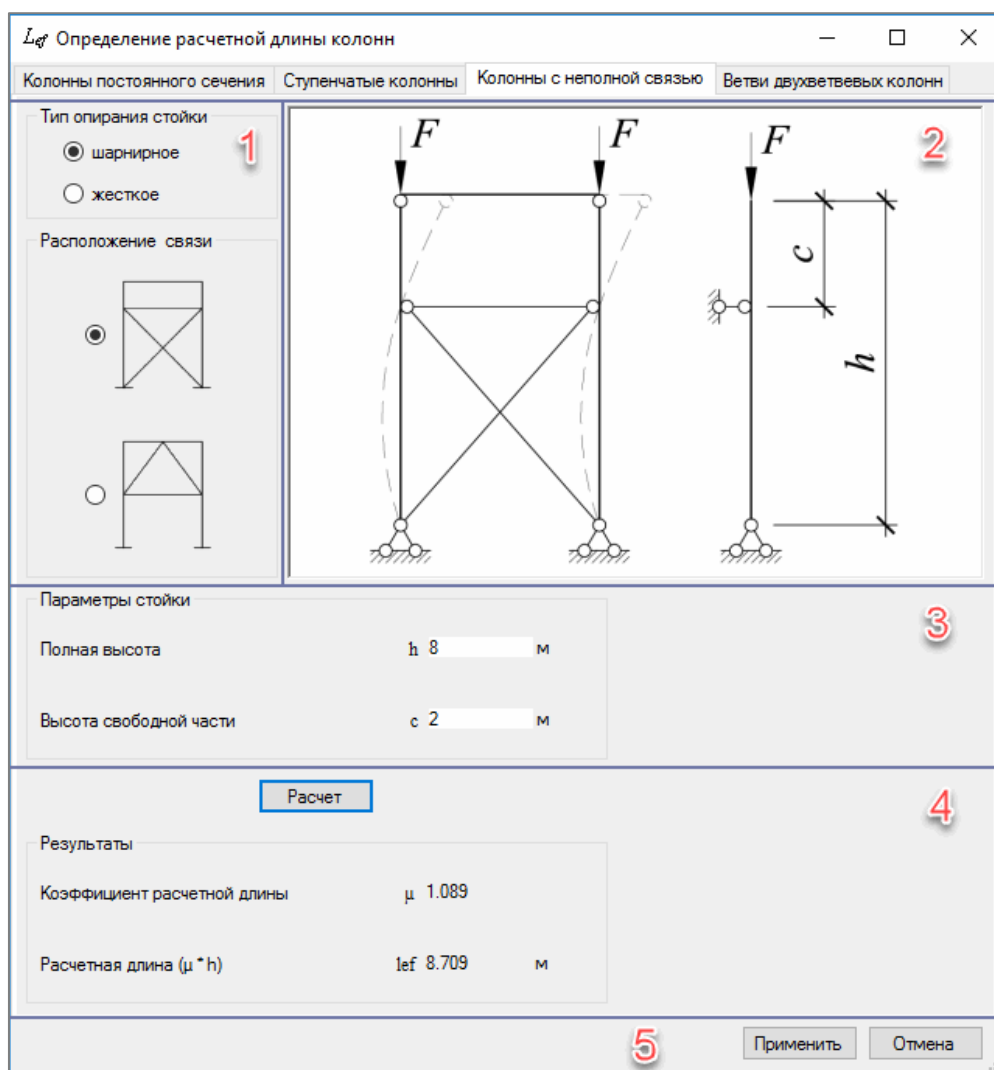 Lef Определение расчетной длины колонн
Колонны постоянного сечения Ступенчатые колонны Колонны с неполной связью Ветви двухветвевых колонн
Тип опирания стойки
1
шарнирное
жесткое
Расположение связи
F F F 2
c
h
Параметры стойки
3
Полная высота h 8 м
Высота свободной части c 2 м
Расчет
4
Результаты
Коэффициент расчетной длины μ 1.089
Расчетная длина (μ * h) lef 8.709 м
5
Применить Отмена